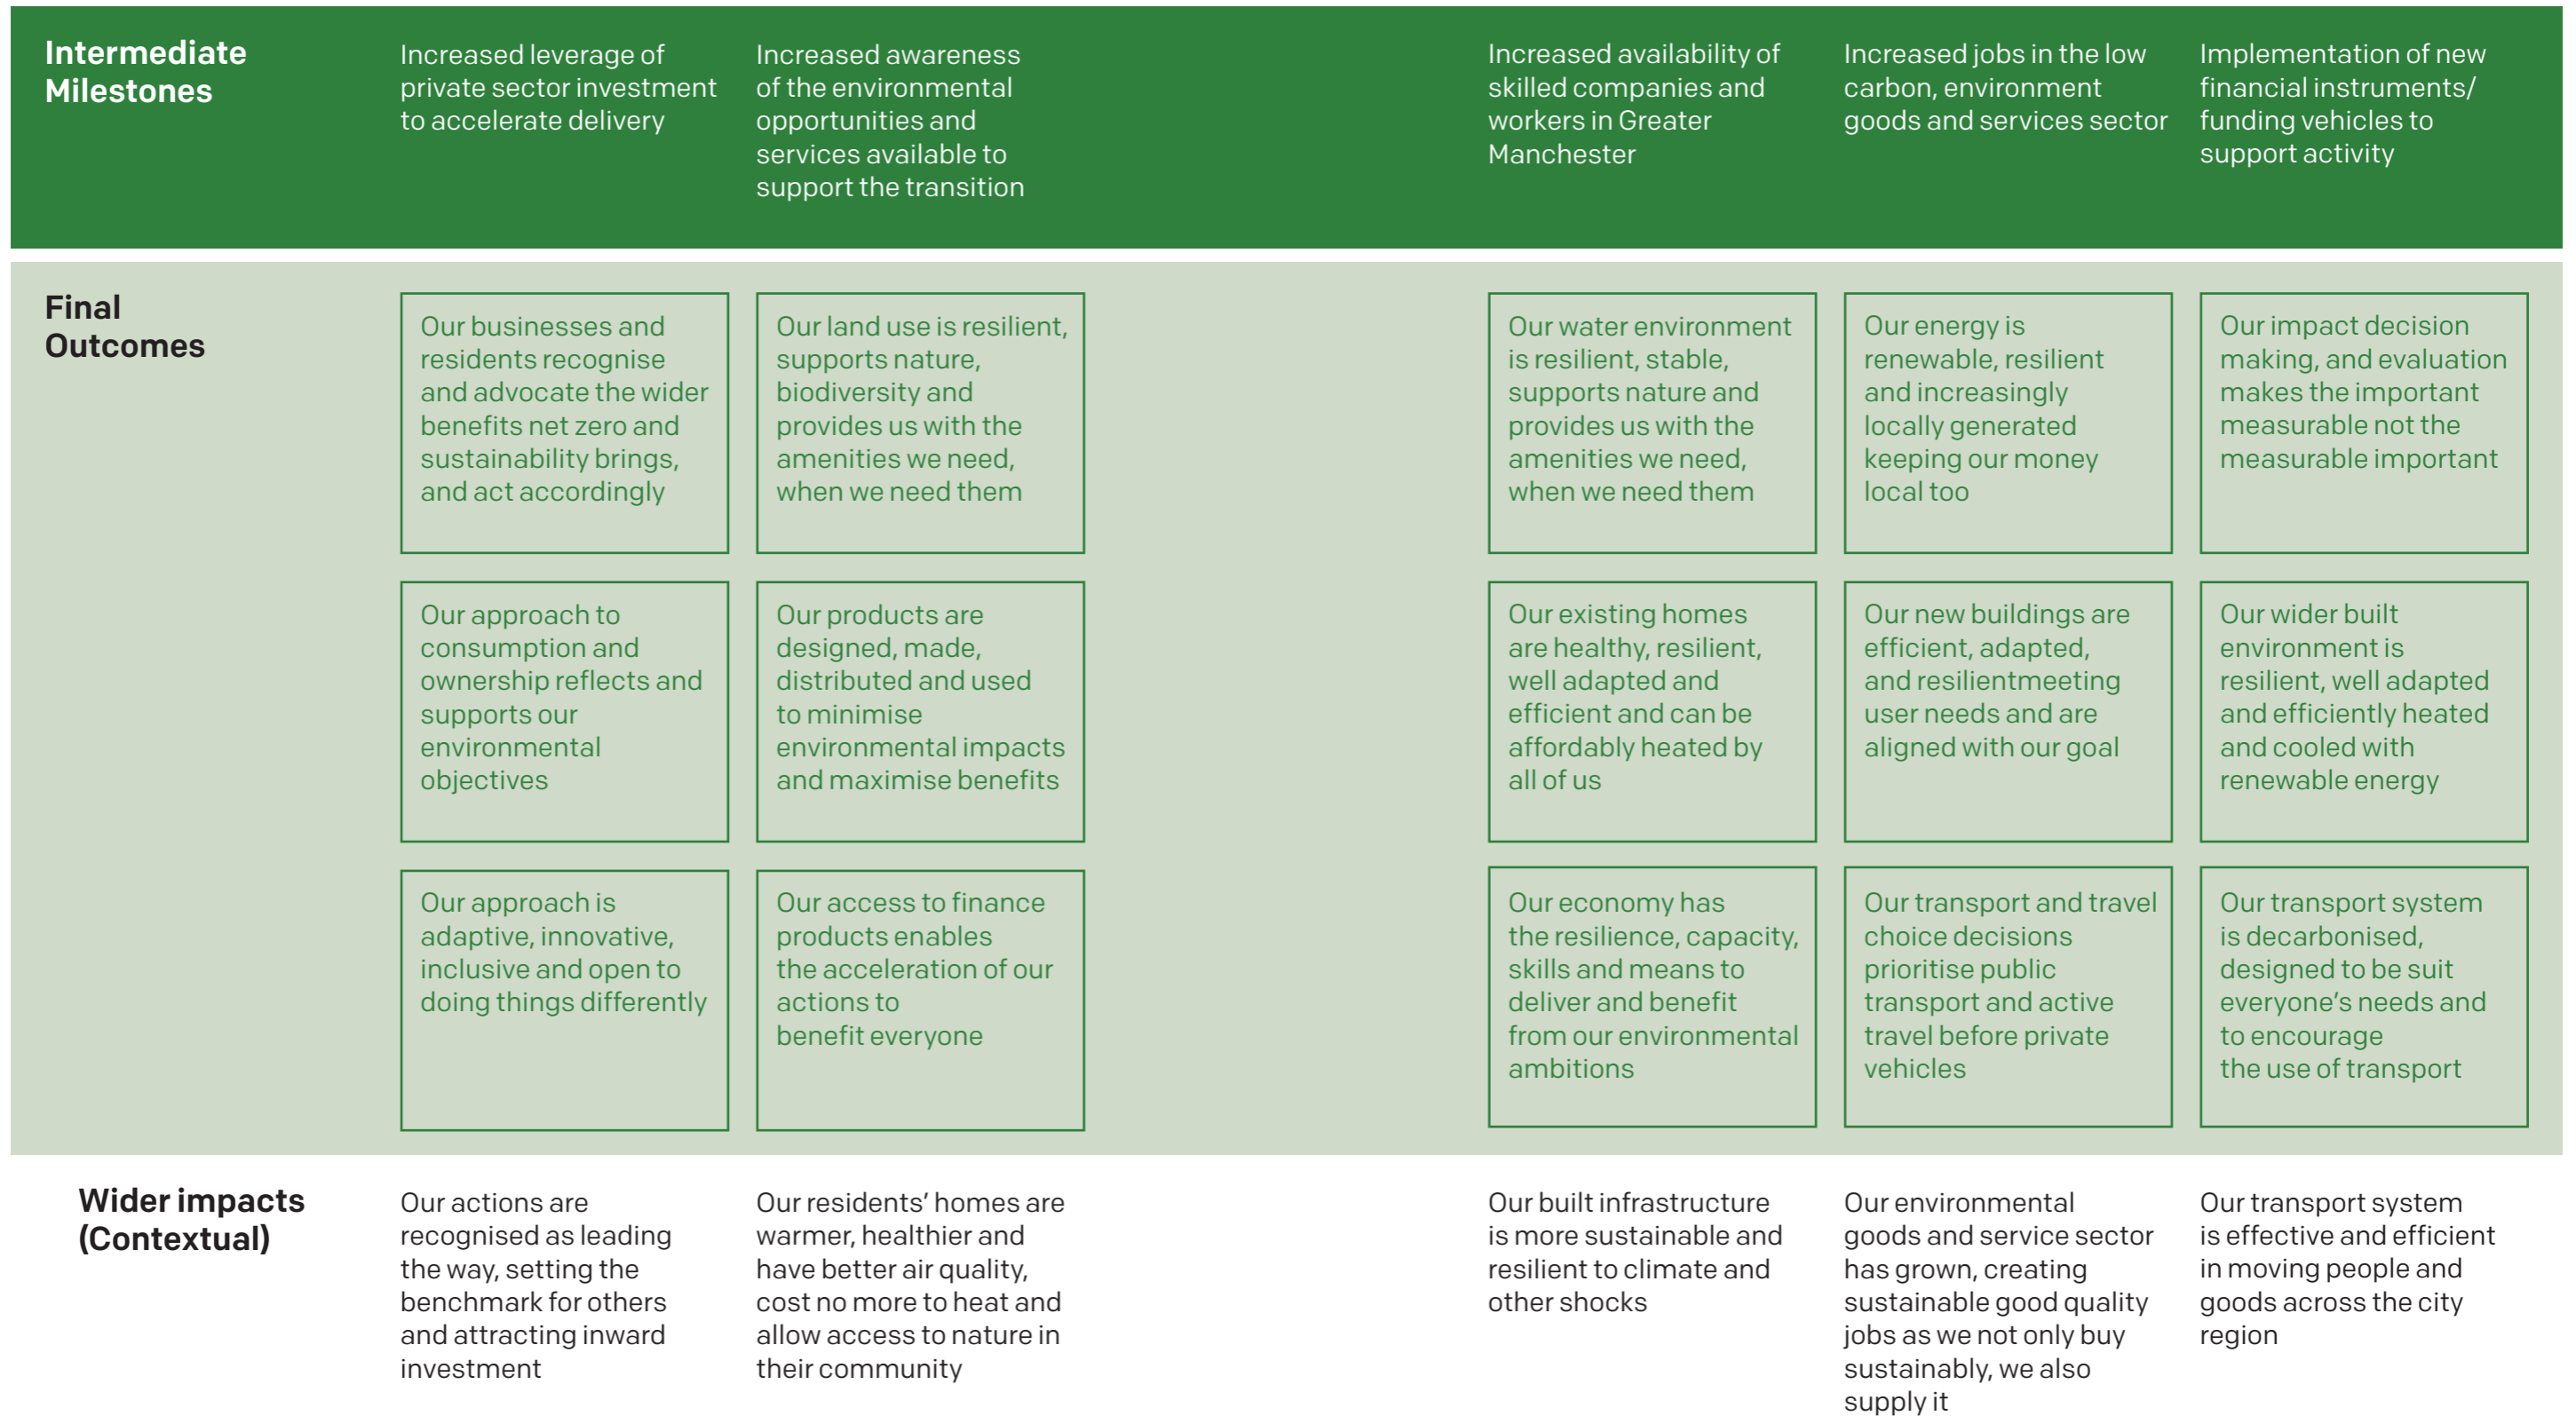 Intermediate
Milestones
Increased leverage of
private sector investment
to accelerate delivery
Increased awareness
of the environmental
opportunities and
services available to
support the transition
Increased availability of
skilled companies and
workers in Greater
Manchester
Increased jobs in the low
carbon, environment
goods and services sector
Implementation of new
financial instruments/
funding vehicles to
support activity
Final
Outcomes
Our businesses and
residents recognise
and advocate the wider
benefits net zero and
sustainability brings,
and act accordingly
Our land use is resilient,
supports nature,
biodiversity and
provides us with the
amenities we need,
when we need them
Our water environment
is resilient, stable,
supports nature and
provides us with the
amenities we need,
when we need them
Our energy is
renewable, resilient
and increasingly
locally generated
keeping our money
local too
Our impact decision
making, and evaluation
makes the important
measurable not the
measurable important
Our approach to
consumption and
ownership reflects and
supports our
environmental
objectives
Our products are
designed, made,
distributed and used
to minimise
environmental impacts
and maximise benefits
Our existing homes
are healthy, resilient,
well adapted and
efficient and can be
affordably heated by
all of us
Our new buildings are
efficient, adapted,
and resilientmeeting
user needs and are
aligned with our goal
Our wider built
environment is
resilient, well adapted
and efficiently heated
and cooled with
renewable energy
Our approach is
adaptive, innovative,
inclusive and open to
doing things differently
Our access to finance
products enables
the acceleration of our
actions to
benefit everyone
Our economy has
the resilience, capacity,
skills and means to
deliver and benefit
from our environmental
ambitions
Our transport and travel
choice decisions
prioritise public
transport and active
travel before private
vehicles
Our transport system
is decarbonised,
designed to be suit
everyone's needs and
to encourage
the use of transport
Wider impacts
(Contextual)
Our actions are
recognised as leading
the way, setting the
benchmark for others
and attracting inward
investment
Our residents' homes are
warmer, healthier and
have better air quality,
cost no more to heat and
allow access to nature in
their community
Our built infrastructure
is more sustainable and
resilient to climate and
other shocks
Our environmental
goods and service sector
has grown, creating
sustainable good quality
jobs as we not only buy
sustainably, we also
supply it
Our transport system
is effective and efficient
in moving people and
goods across the city
region